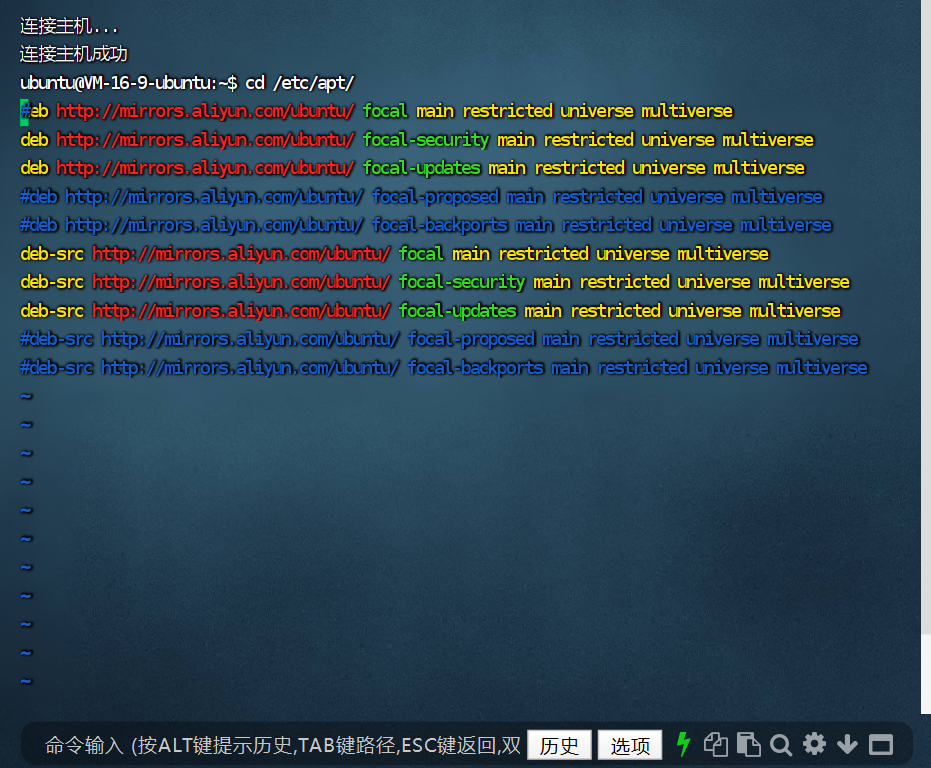 连接主机...
连接主机成功
ubuntu@VM-16-9-ubuntu:~$ cd /etc/apt/
#eb http://mirrors.aliyun.com/ubuntu/ focal main restricted universe multiverse
deb http://mirrors.aliyun.com/ubuntu/ focal-security main restricted universe multiverse
deb http://mirrors.aliyun.com/ubuntu/ focal-updates main restricted universe multiverse
#deb http://mirrors.aliyun.com/ubuntu/ focal-proposed main restricted universe multiverse
#deb http://mirrors.aliyun.com/ubuntu/ focal-backports main restricted universe multiverse
deb-src http://mirrors.aliyun.com/ubuntu/ focal main restricted universe multiverse
deb-src http://mirrors.aliyun.com/ubuntu/ focal-security main restricted universe multiverse
deb-src http://mirrors.aliyun.com/ubuntu/ focal-updates main restricted universe multiverse
#deb-src http://mirrors.aliyun.com/ubuntu/ focal-proposed main restricted universe multiverse
#deb-src http://mirrors.aliyun.com/ubuntu/ focal-backports main restricted universe multiverse
~
~
~
~
~
~
~
~
~
~
~
命令输入 (按ALT键提示历史,TAB键路径,ESC键返回,双 历史 选项